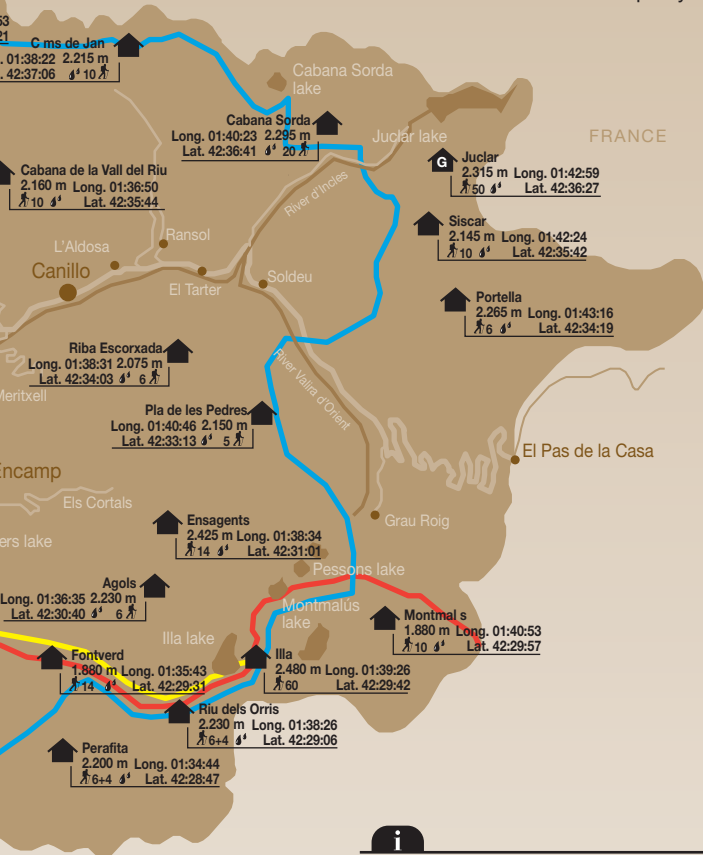 53
21
C ms de Jan
. 01:38:22 2.215 m
. 42:37:06 10
Cabana Sorda
lake
Cabana Sorda
Long. 01:40:23 2.295 m
Lat. 42:36:41 20
Juclar lake
FRANCE
G
Juclar
2.315 m Long. 01:42:59
50 Lat. 42:36:27
Cabana de la Vall del Riu
2.160 m Long. 01:36:50
10 Lat. 42:35:44
River d'Incles
Siscar
2.145 m Long. 01:42:24
10 Lat. 42:35:42
L'Aldosa
Ransol
Canillo
El Tarter
Soldeu
Portella
2.265 m Long. 01:43:16
6 Lat. 42:34:19
Riba Escorxada
Long. 01:38:31 2.075 m
Lat. 42:34:03 6
Meritxell
River Valira d'Orient
Pla de les Pedres
Long. 01:40:46 2.150 m
Lat. 42:33:13 5
El Pas de la Casa
Encamp
Els Cortals
Ensagents
2.425 m Long. 01:38:34
14 Lat. 42:31:01
Grau Roig
ers lake
Pessons lake
Agols
Long. 01:36:35 2.230 m
Lat. 42:30:40 6
Montmalús
lake
Montmal s
1.880 m Long. 01:40:53
10 Lat. 42:29:57
Illa lake
Fontverd
1.880 m Long. 01:35:43
14 Lat. 42:29:31
Illa
2.480 m Long. 01:39:26
60 Lat. 42:29:42
Riu dels Orris
2.230 m Long. 01:38:26
6+4 Lat. 42:29:06
Perafita
2.200 m Long. 01:34:44
6+4 Lat. 42:28:47
i